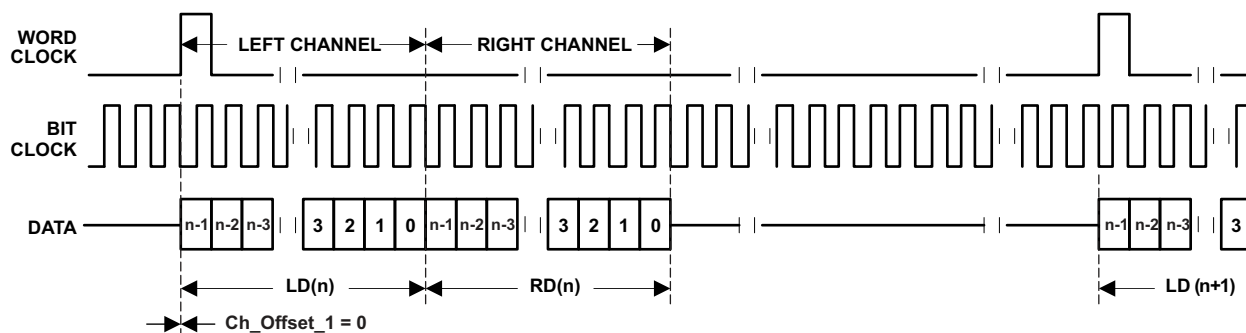 WORD CLOCK
LEFT CHANNEL
RIGHT CHANNEL
BIT CLOCK
DATA
n-1 n-2 n-3 3 2 1 0 n-1 n-2 n-3 3 2 1 0 n-1 n-2 n-3 3
LD(n)
RD(n)
LD (n+1)
Ch_Offset_1 = 0